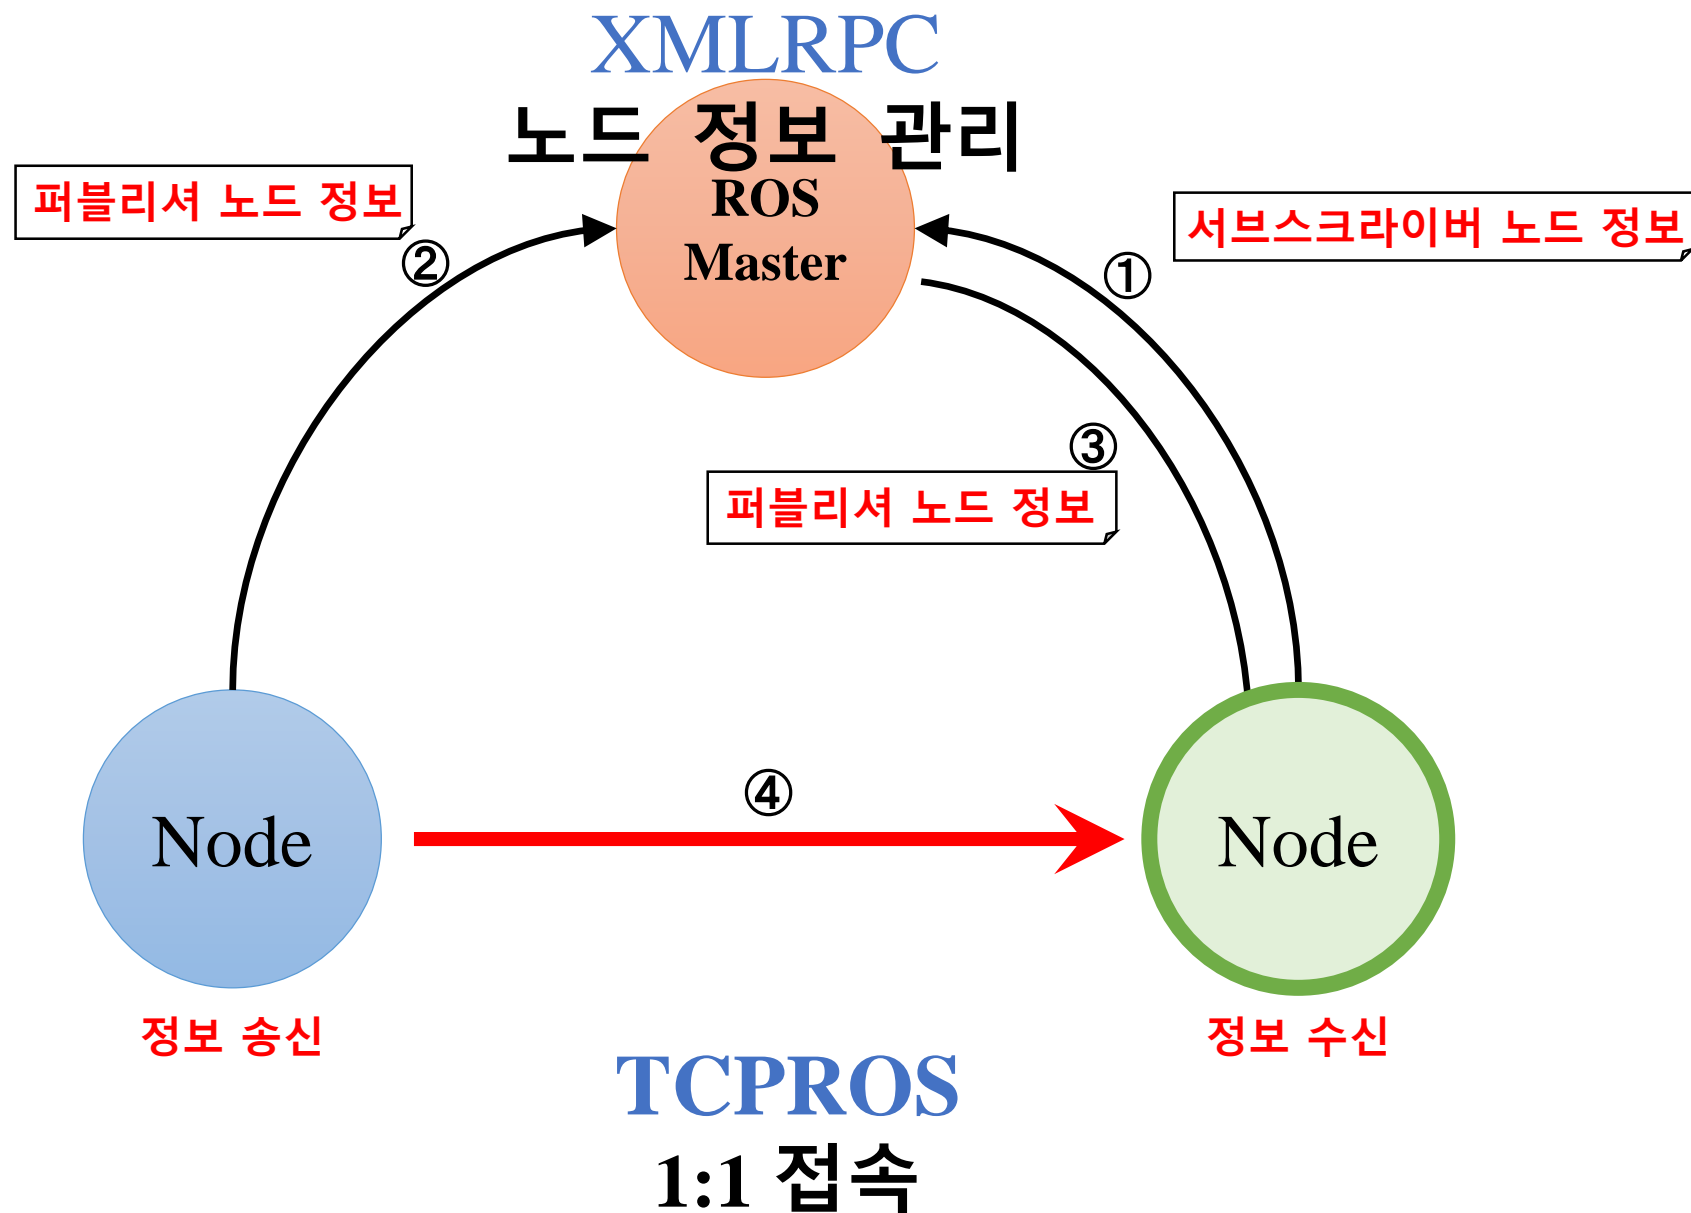 XMLRPC
노드 정보 관리
ROS
Master
퍼블리셔 노드 정보
②
서브스크라이버 노드 정보
①
③
퍼블리셔 노드 정보
④
Node
Node
정보 송신
정보 수신
TCPROS
1:1 접속